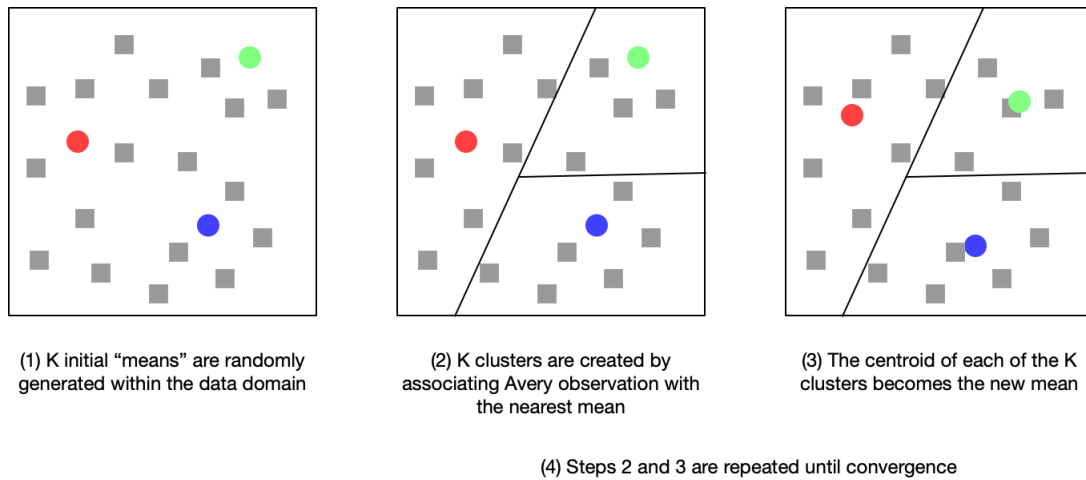 (1) K initial “means” are randomly
generated within the data domain
(2) K clusters are created by
associating Avery observation with
the nearest mean
(3) The centroid of each of the K
clusters becomes the new mean
(4) Steps 2 and 3 are repeated until convergence